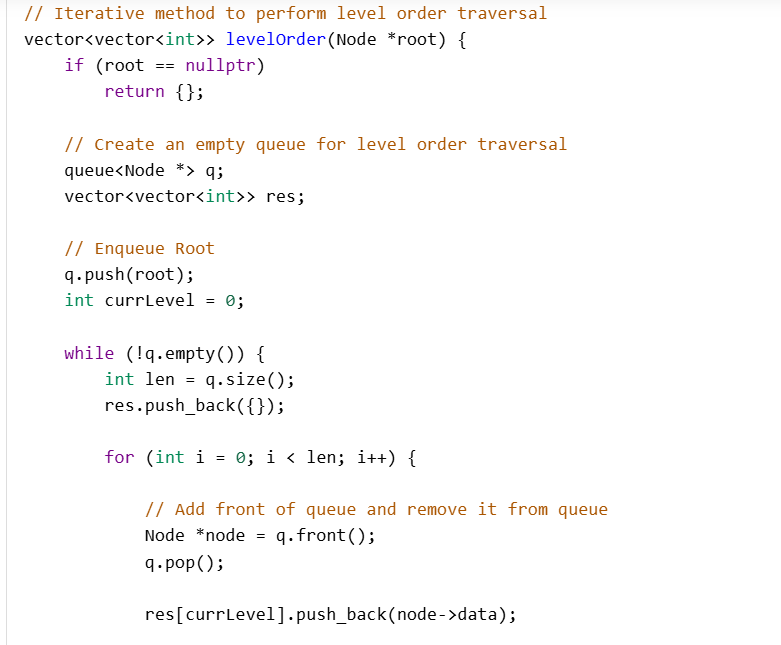 // Iterative method to perform level order traversal
vector<vector<int>> levelOrder(Node *root) {
    if (root == nullptr)
        return {};

    // Create an empty queue for level order traversal
    queue<Node *> q;
    vector<vector<int>> res;

    // Enqueue Root
    q.push(root);
    int currLevel = 0;

    while (!q.empty()) {
        int len = q.size();
        res.push_back({});

        for (int i = 0; i < len; i++) {

            // Add front of queue and remove it from queue
            Node *node = q.front();
            q.pop();

            res[currLevel].push_back(node->data);